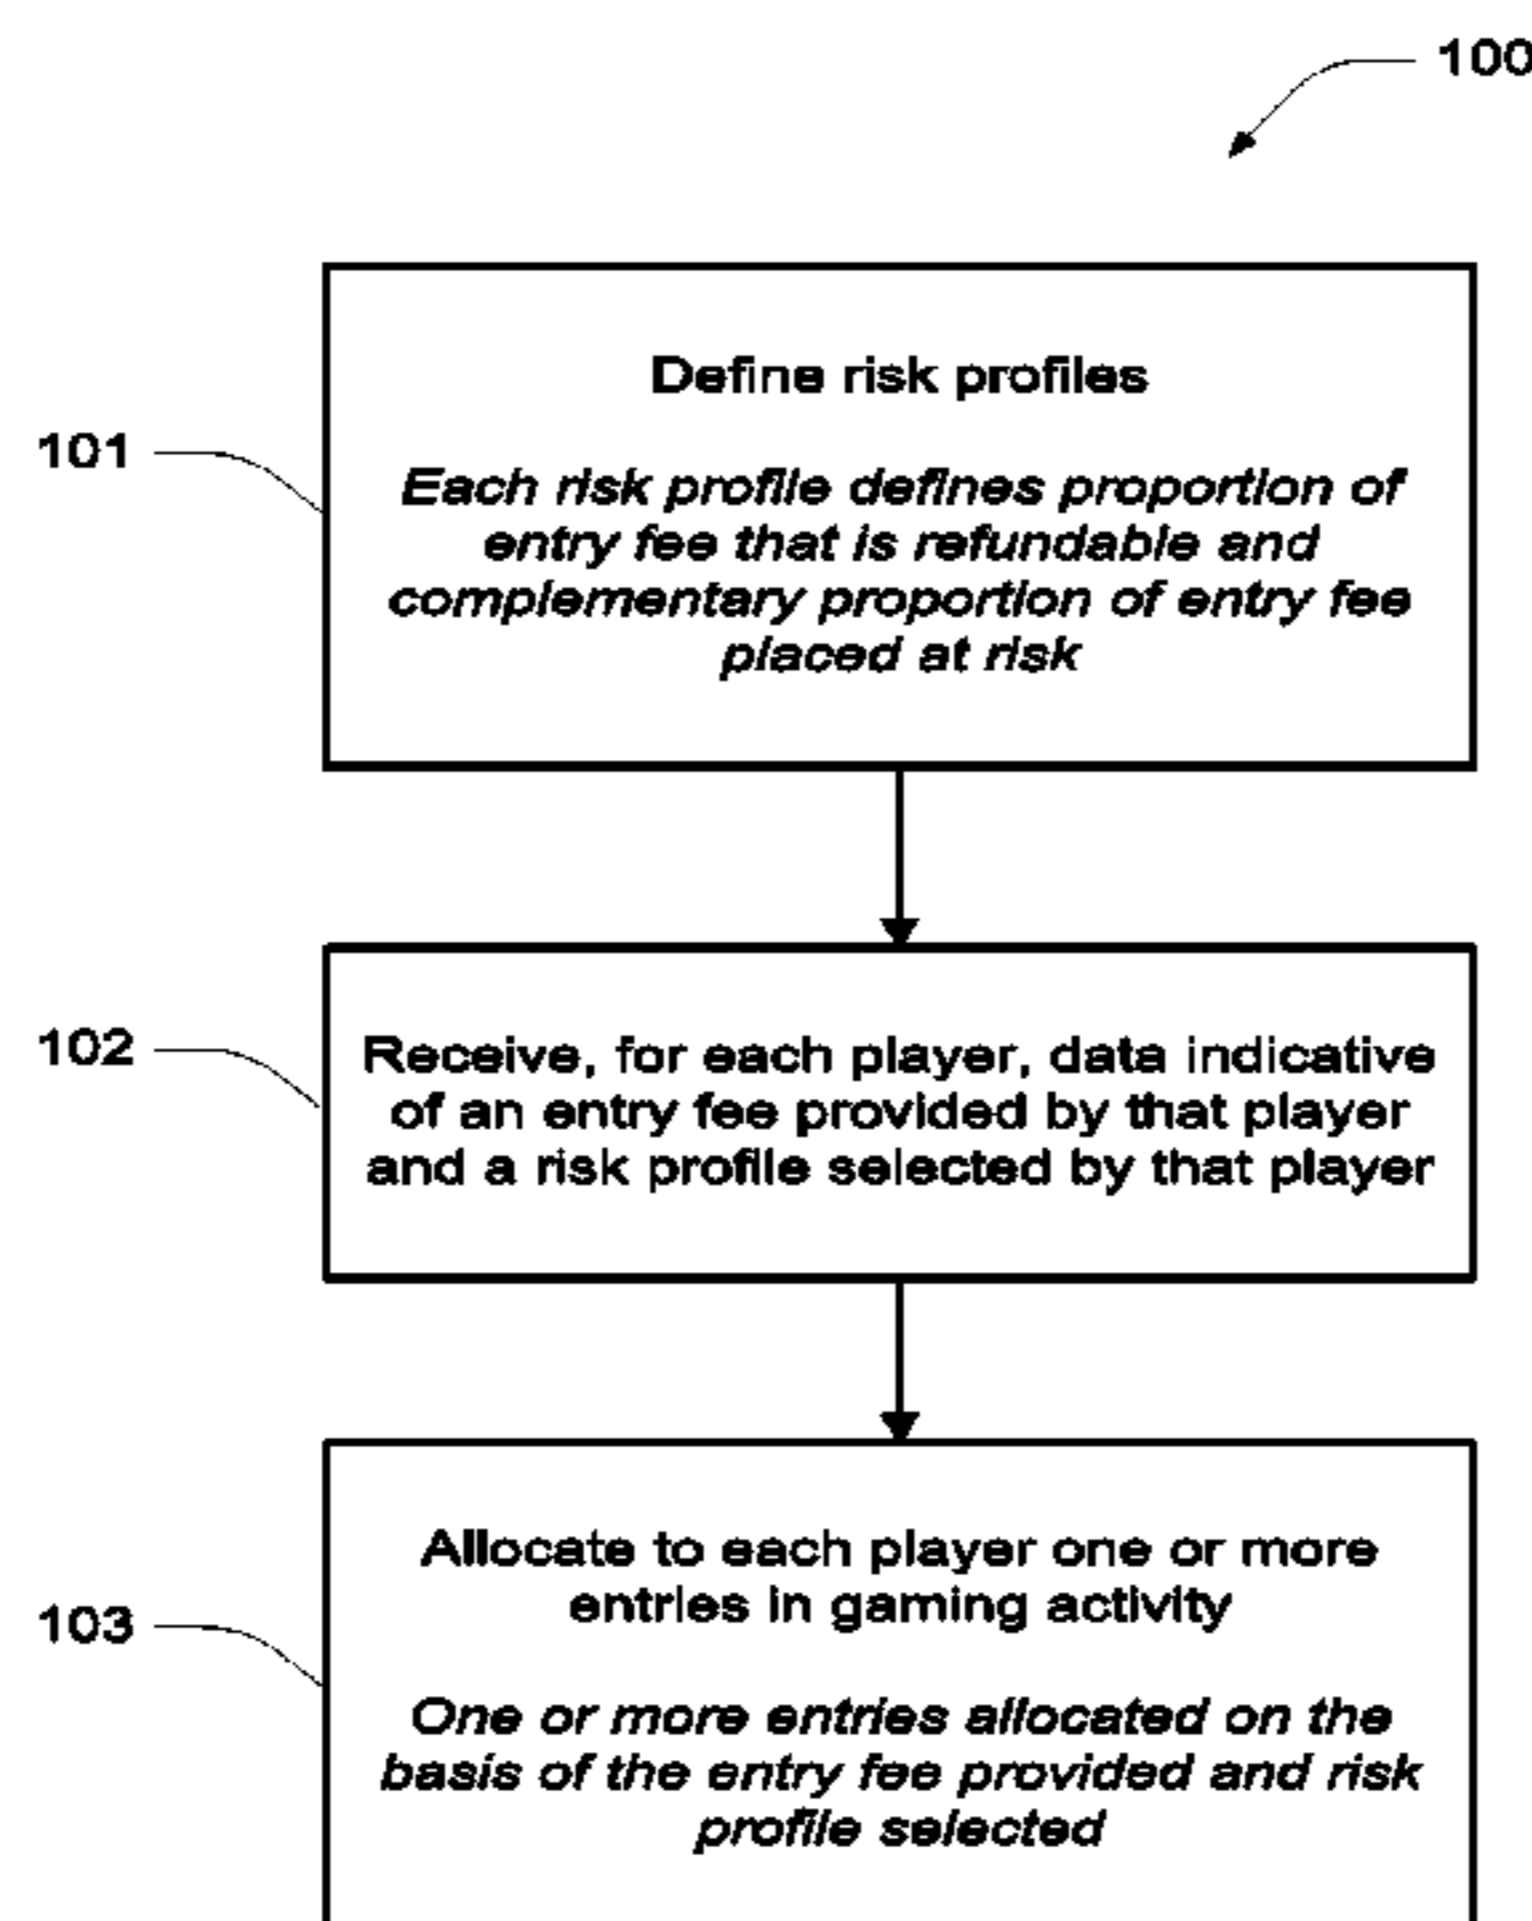 100
Define risk profiles
101
Each risk profile defines proportion of
entry fee that is refundable and
complementary proportion of entry fee
placed at risk
102
Receive, for each player, data indicative
of an entry fee provided by that player
and a risk profile selected by that player
Allocate to each player one or more
entries in gaming activity
103
One or more entries allocated on the
basis of the entry fee provided and risk
profile selected